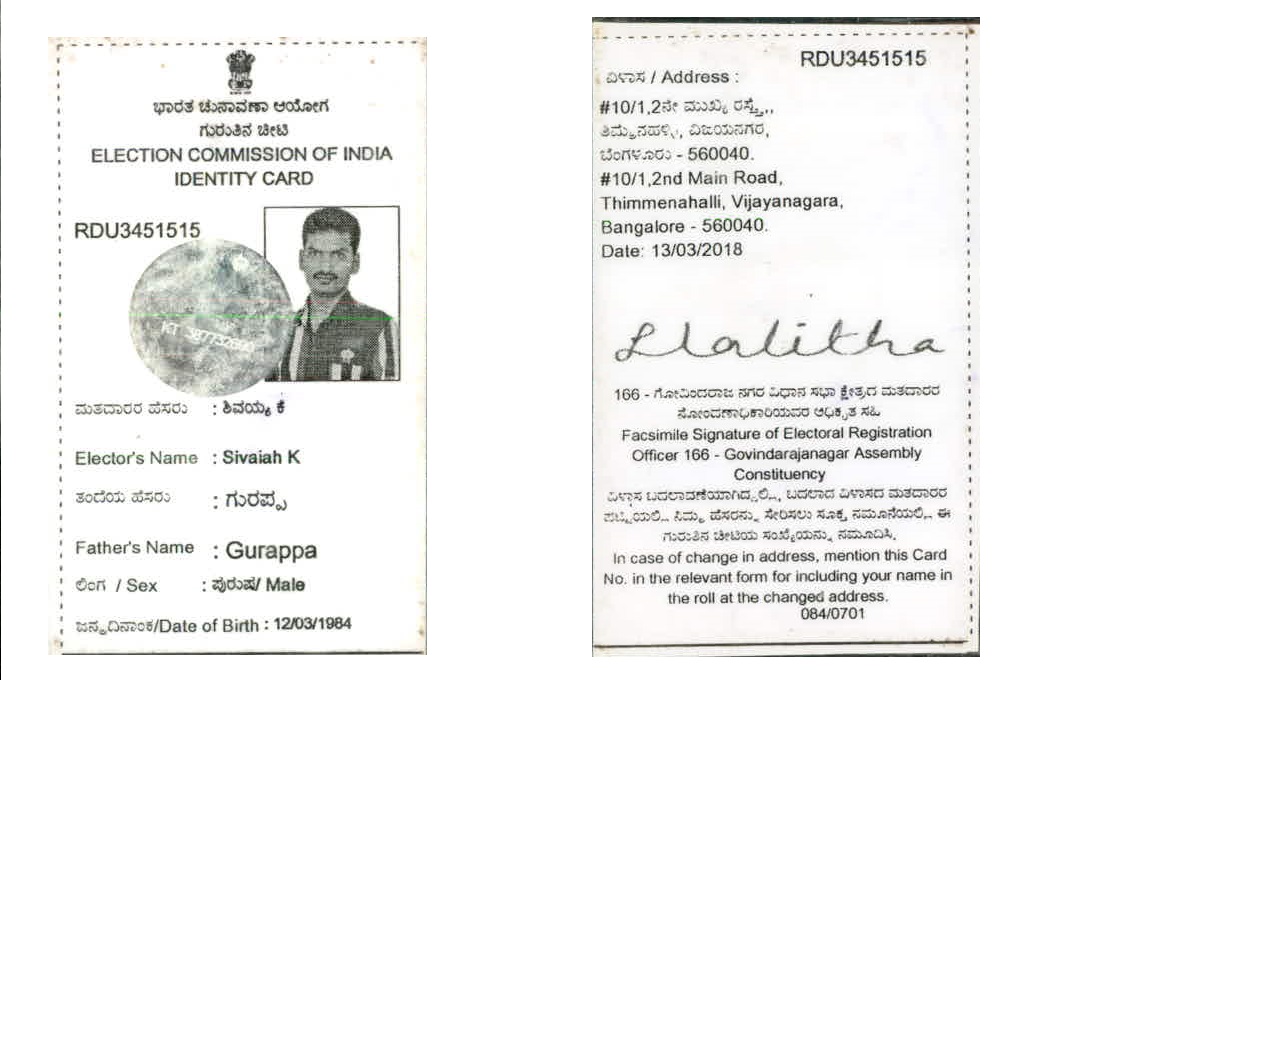 ಭಾರತ ಚುನಾವಣಾ ಆಯೋಗ
ಗುರುತಿನ ಚೀಟಿ
ELECTION COMMISSION OF INDIA
IDENTITY CARD
RDU3451515
ಮತದಾರರ ಹೆಸರು : ಶಿವಯ್ಯ ಕೆ
Elector's Name : Sivaiah K
ತಂದೆಯ ಹೆಸರು : ಗುರಪ್ಪ
Father's Name : Gurappa
ಲಿಂಗ / Sex : ಪುರುಷ/ Male
ಜನ್ಮದಿನಾಂಕ/Date of Birth : 12/03/1984
RDU3451515
ವಿಳಾಸ / Address :
#10/1,2ನೇ ಮುಖ್ಯ ರಸ್ತೆ,,
ತಿಮ್ಮೆನಹಳ್ಳಿ, ವಿಜಯನಗರ,
ಬೆಂಗಳೂರು - 560040.
#10/1,2nd Main Road,
Thimmenahalli, Vijayanagara,
Bangalore - 560040.
Date: 13/03/2018
166 - ಗೋವಿಂದರಾಜ ನಗರ ವಿಧಾನ ಸಭಾ ಕ್ಷೇತ್ರದ ಮತದಾರರ
ನೋಂದಣಾಧಿಕಾರಿಯವರ ಅಧಿಕೃತ ಸಹಿ
Facsimile Signature of Electoral Registration
Officer 166 - Govindarajanagar Assembly
Constituency
ವಿಳಾಸ ಬದಲಾವಣೆಯಾಗಿದ್ದಲ್ಲಿ, ಬದಲಾದ ವಿಳಾಸದ ಮತದಾರರ
ಪಟ್ಟಿಯಲ್ಲಿ ನಿಮ್ಮ ಹೆಸರನ್ನು ಸೇರಿಸಲು ಸೂಕ್ತ ನಮೂನೆಯಲ್ಲಿ ಈ
ಗುರುತಿನ ಚೀಟಿಯ ಸಂಖ್ಯೆಯನ್ನು ನಮೂದಿಸಿ.
In case of change in address, mention this Card
No. in the relevant form for including your name in
the roll at the changed address.
084/0701